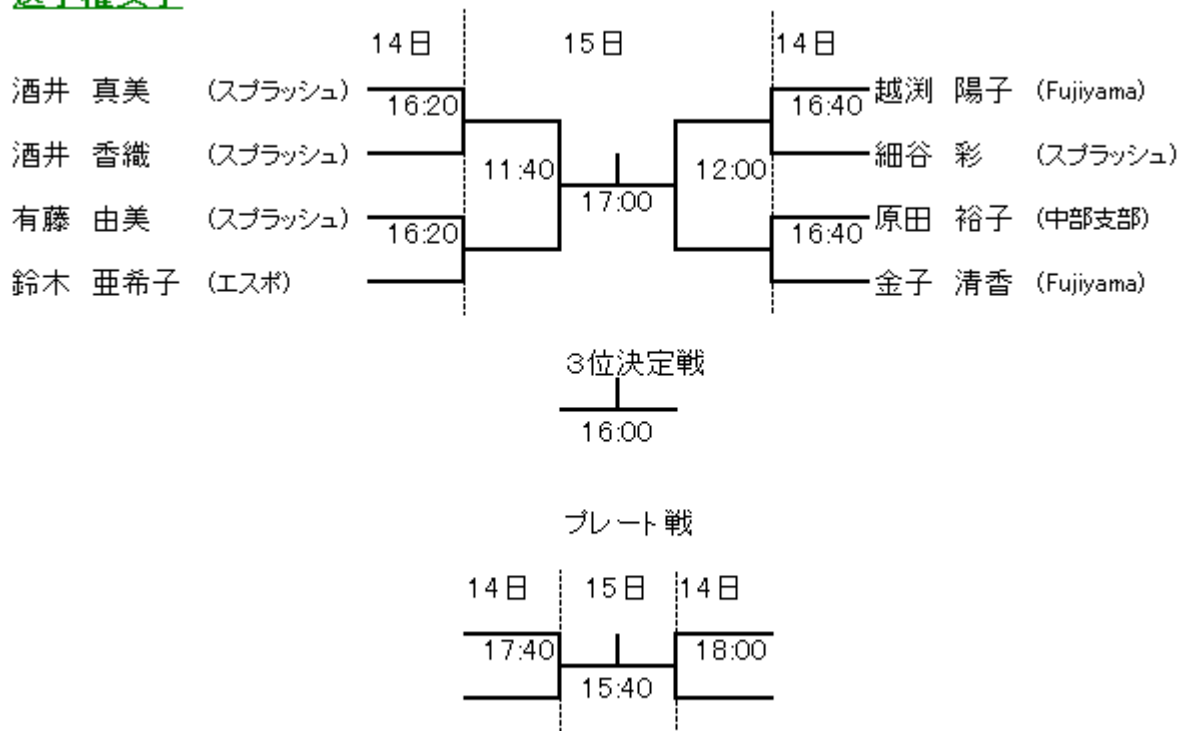 選手権女子
14日 15日 14日
酒井 真美 (スプラッシュ) 16:20 16:40 越渕 陽子 (Fujiyama)
酒井 香織 (スプラッシュ) 11:40 12:00 細谷 彩 (スプラッシュ)
17:00
有藤 由美 (スプラッシュ) 16:20 16:40 原田 裕子 (中部支部)
鈴木 亜希子 (エスポ) 金子 清香 (Fujiyama)
3位決定戦
16:00
プレート戦
14日 15日 14日
17:40 18:00
15:40